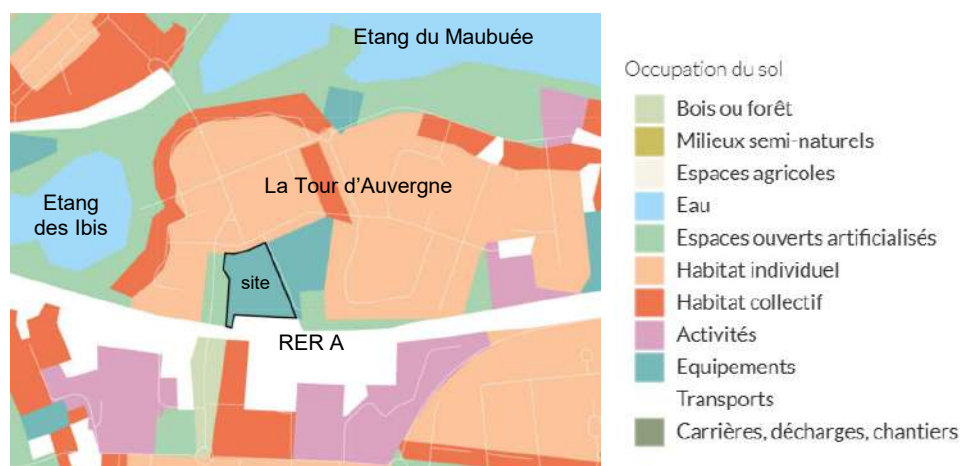 Etang du Maubuée
La Tour d'Auvergne
Etang
des Ibis
site
RER A
Occupation du sol
Bois ou forêt
Milieux semi-naturels
Espaces agricoles
Eau
Espaces ouverts artificialisés
Habitat individuel
Habitat collectif
Activités
Equipements
Transports
Carrières, décharges, chantiers